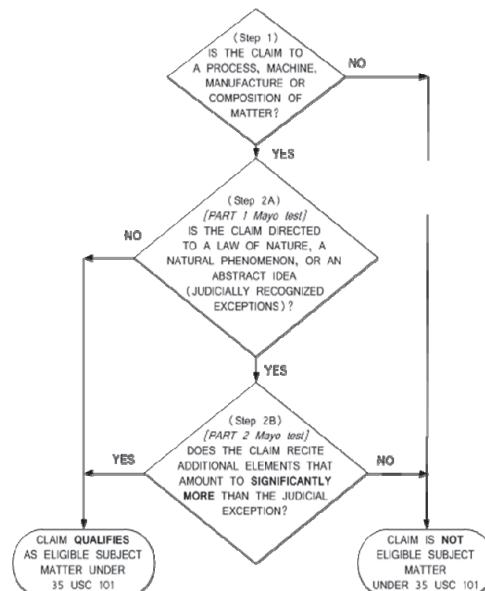 (Step 1)
IS THE CLAIM TO
A PROCESS, MACHINE,
MANUFACTURE OR
COMPOSITION OF
MATTER?
NO
YES
(Step 2A)
[PART 1 Mayo test]
IS THE CLAIM DIRECTED
TO A LAW OF NATURE, A
NATURAL PHENOMENON, OR AN
ABSTRACT IDEA
(JUDICIALLY RECOGNIZED
EXCEPTIONS)?
NO
YES
(Step 2B)
[PART 2 Mayo test]
DOES THE CLAIM RECITE
ADDITIONAL ELEMENTS THAT
AMOUNT TO SIGNIFICANTLY
MORE THAN THE JUDICIAL
EXCEPTION?
YES
NO
CLAIM QUALIFIES
AS ELIGIBLE SUBJECT
MATTER UNDER
35 USC 101
CLAIM IS NOT
ELIGIBLE SUBJECT
MATTER
UNDER 35 USC 101